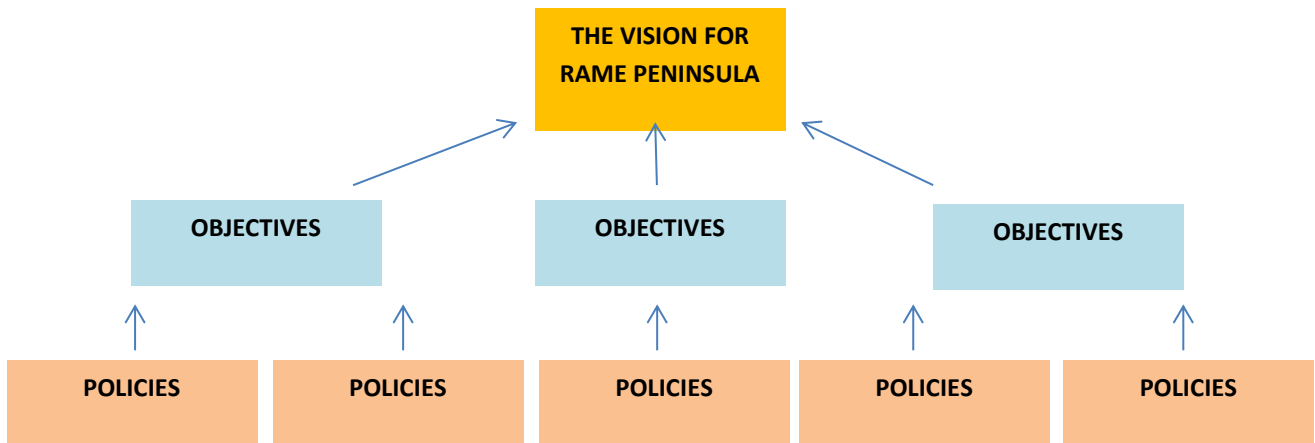 THE VISION FOR
RAME PENINSULA
OBJECTIVES
OBJECTIVES
OBJECTIVES
POLICIES
POLICIES
POLICIES
POLICIES
POLICIES